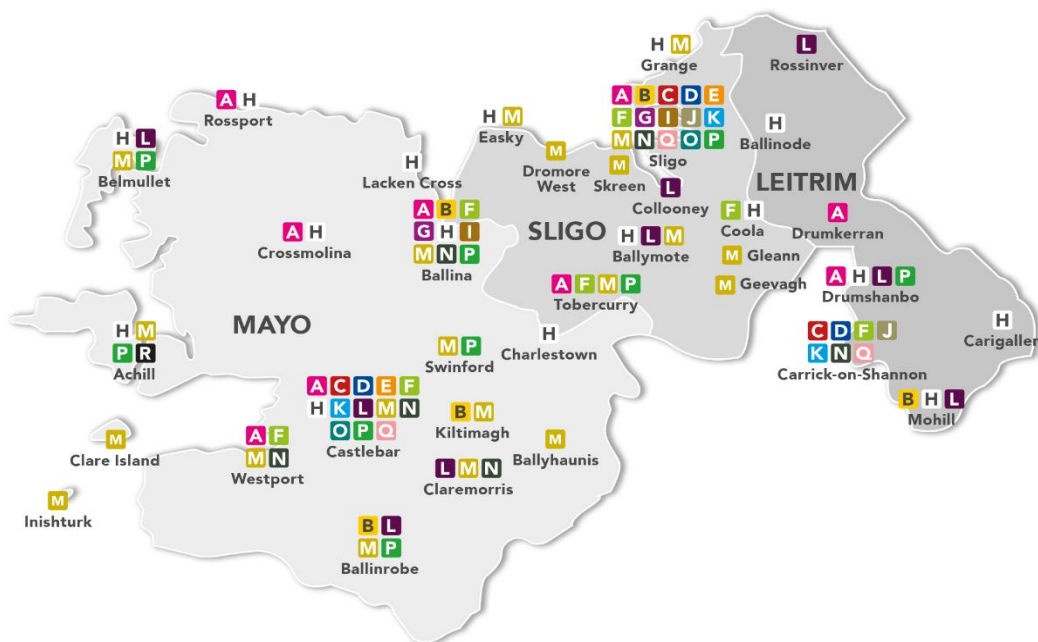 H M
Grange
L
Rossinver
A B C D E
F G I J K
M N Q O P
Sligo
A H
Rossport
H M
Easky
H
Ballinode
H L
M P
Belmullet
H
Lacken Cross
M
Dromore
West
M
Skreen
L
Collooney
LEITRIM
A B F
G H I
M N P
Ballina
F H
Coola
A
Drumkerran
A H
Crossmolina
SLIGO
H L M
Ballymote
M Gleann
M Geevagh
A F M P
Tobercurry
A H L P
Drumshanbo
MAYO
H M
P R
Achill
H
Charlestown
C D F J
K N Q
Carrick-on-Shannon
H
Carigallen
M P
Swinford
A C D E F
H K L M N
O P Q
Castlebar
B M
Kiltimagh
B H L
Mohill
M
Clare Island
A F
M N
Westport
M
Ballyhaunis
L M N
Claremorris
M
Inishturk
B L
M P
Ballinrobe